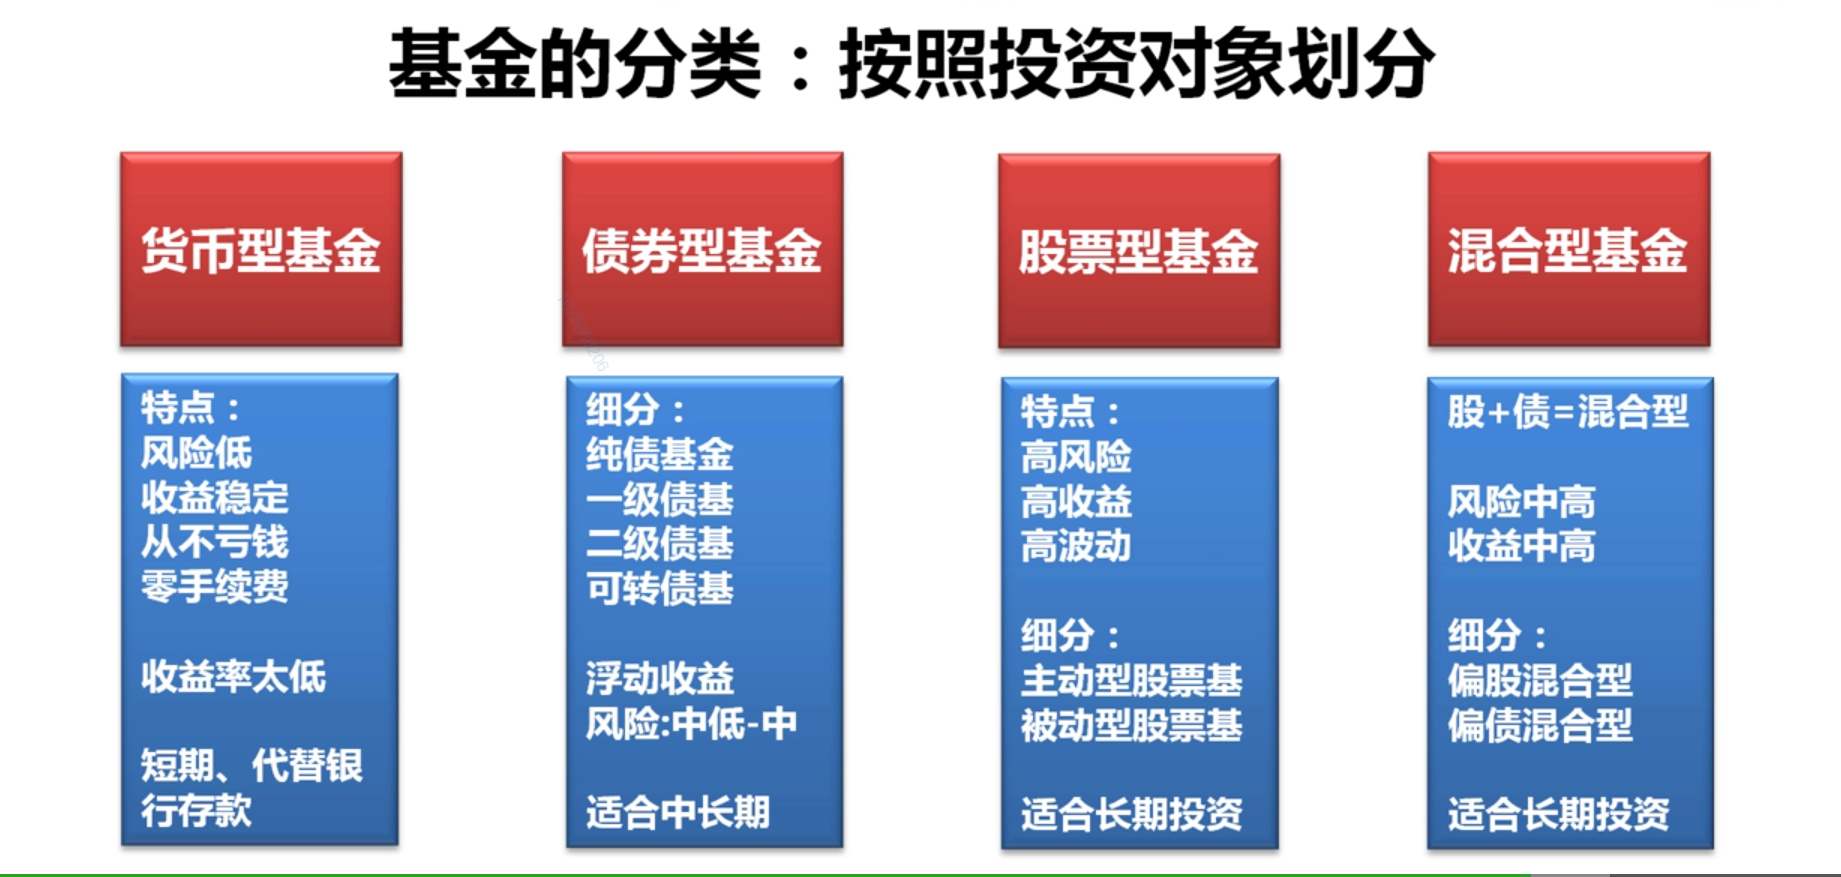 基金的分类：按照投资对象划分
货币型基金
特点：
风险低
收益稳定
从不亏钱
零手续费
收益率太低
短期、代替银
行存款
债券型基金
细分：
纯债基金
一级债基
二级债基
可转债基
浮动收益
风险:中低-中
适合中长期
股票型基金
特点：
高风险
高收益
高波动
细分：
主动型股票基
被动型股票基
适合长期投资
混合型基金
股+债=混合型
风险中高
收益中高
细分：
偏股混合型
偏债混合型
适合长期投资